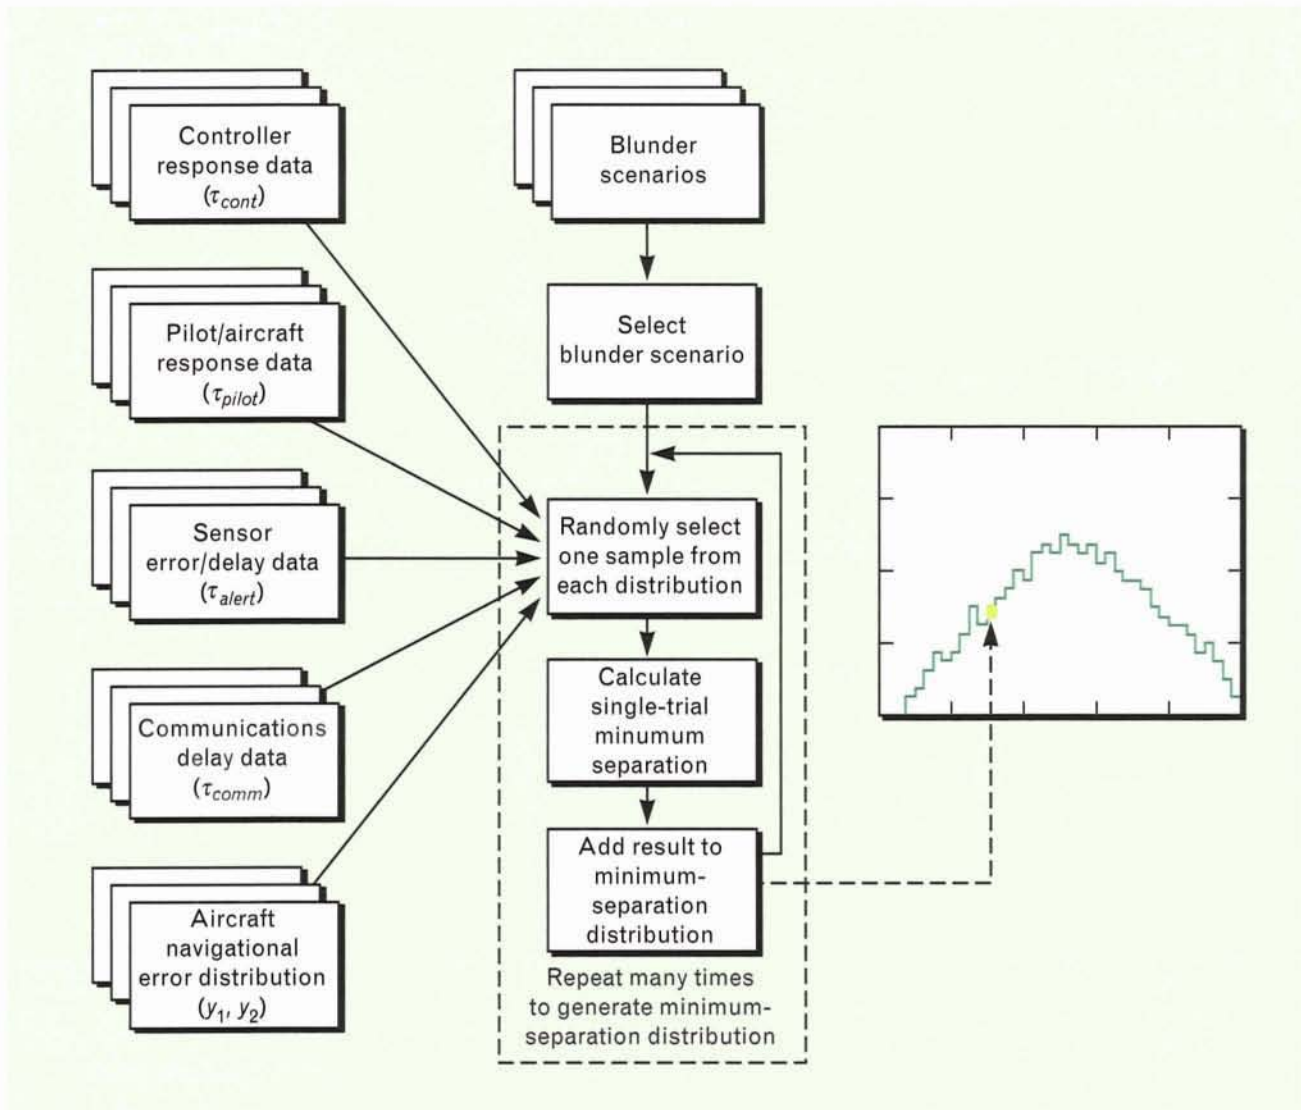 Controller
response data
(τcont)
Pilot/aircraft
response data
(τpilot)
Sensor
error/delay data
(τalert)
Communications
delay data
(τcomm)
Aircraft
navigational
error distribution
(y1, y2)
Blunder
scenarios
Select
blunder scenario
Randomly select
one sample from
each distribution
Calculate
single-trial
minumum
separation
Add result to
minimum-
separation
distribution
Repeat many times
to generate minimum-
separation distribution